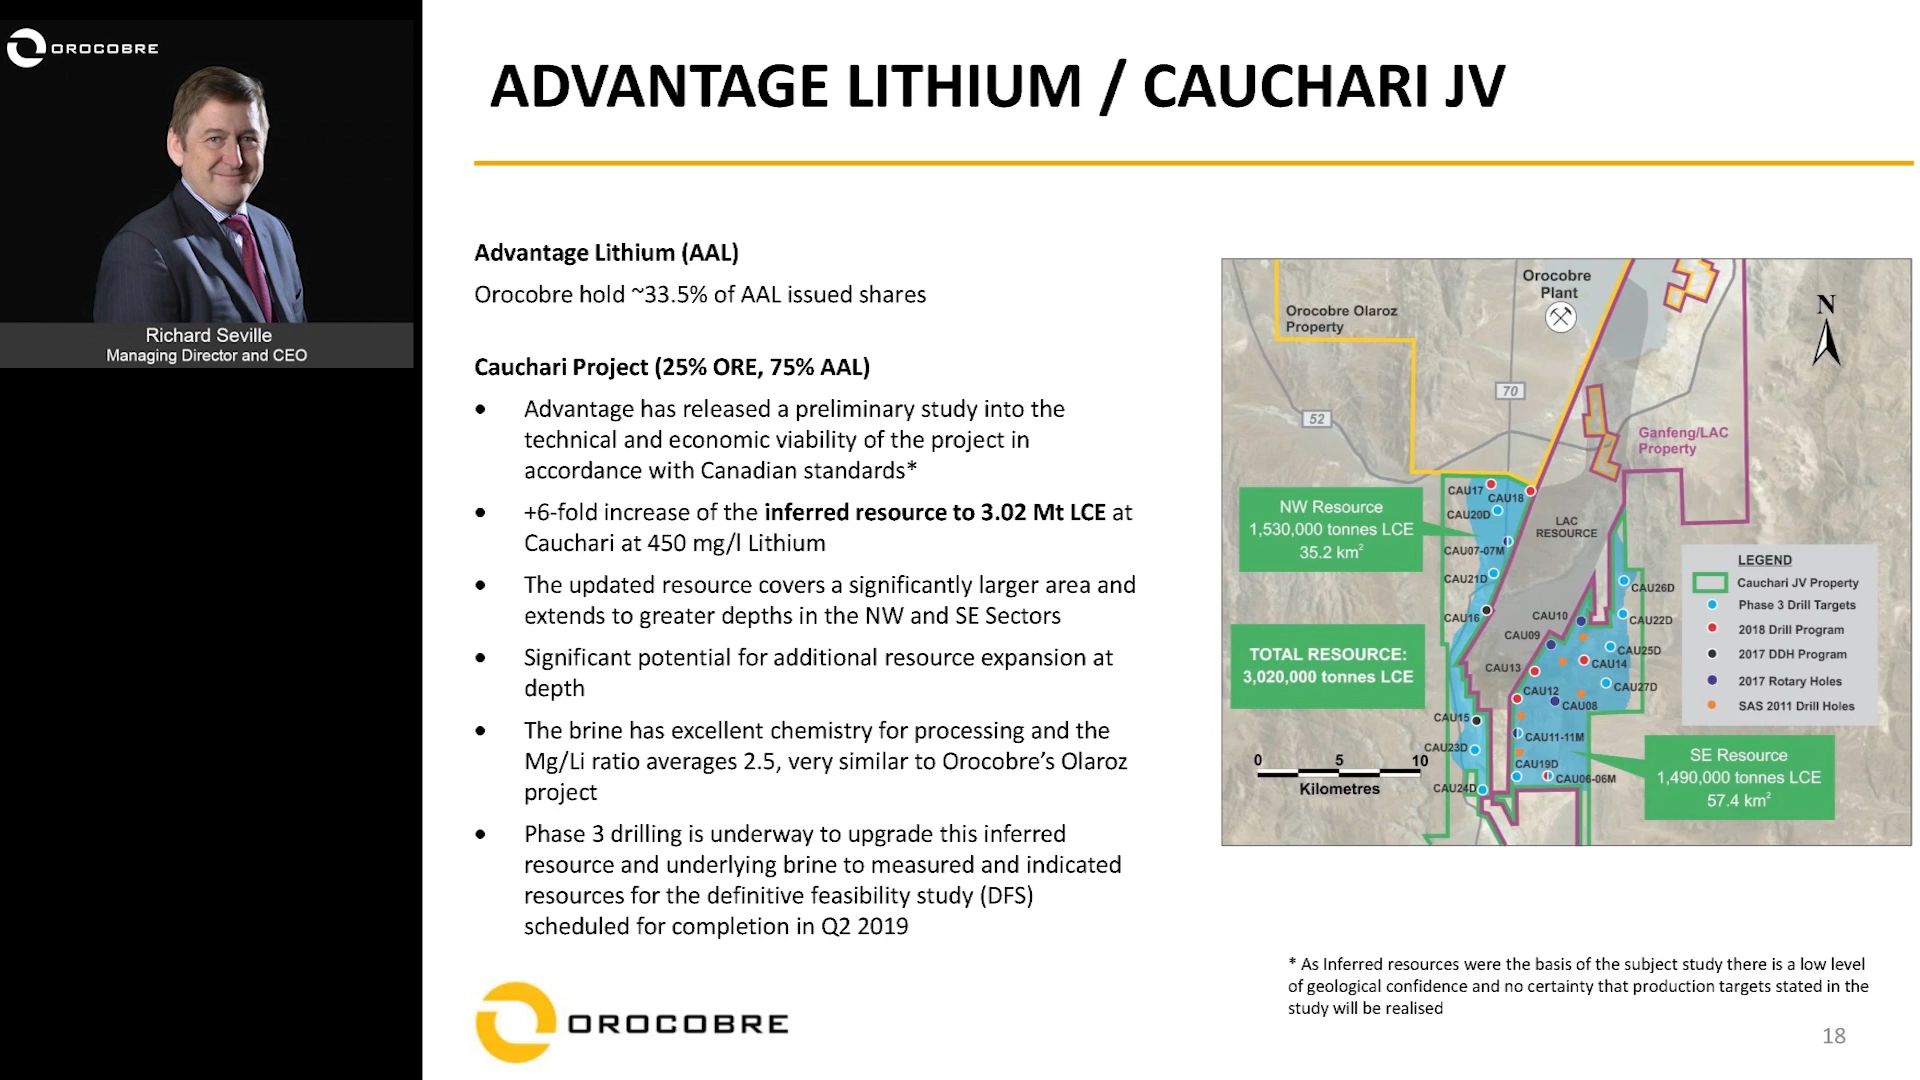 OROCOBRE
Richard Seville
Managing Director and CEO
ADVANTAGE LITHIUM / CAUCHARI JV
Advantage Lithium (AAL)
Orocobre hold ~33.5% of AAL issued shares
Cauchari Project (25% ORE, 75% AAL)
• Advantage has released a preliminary study into the
technical and economic viability of the project in
accordance with Canadian standards*
• +6-fold increase of the inferred resource to 3.02 Mt LCE at
Cauchari at 450 mg/l Lithium
• The updated resource covers a significantly larger area and
extends to greater depths in the NW and SE Sectors
• Significant potential for additional resource expansion at
depth
• The brine has excellent chemistry for processing and the
Mg/Li ratio averages 2.5, very similar to Orocobre's Olaroz
project
• Phase 3 drilling is underway to upgrade this inferred
resource and underlying brine to measured and indicated
resources for the definitive feasibility study (DFS)
scheduled for completion in Q2 2019
Orocobre
Plant
Orocobre Olaroz
Property
N
70
52
Ganfeng/LAC
Property
NW Resource
1,530,000 tonnes LCE
35.2 km²
CAU17
CAU18
CAU20D
LAC
RESOURCE
CAU07-07M
CAU21D
CAU16
CAU10
CAU09
CAU26D
CAU22D
CAU25D
CAU14
CAU13
CAU27D
CAU12
CAU08
CAU15
CAU11-11M
CAU23D
CAU19D
CAU06-06M
CAU24D
TOTAL RESOURCE:
3,020,000 tonnes LCE
LEGEND
Cauchari JV Property
Phase 3 Drill Targets
2018 Drill Program
2017 DDH Program
2017 Rotary Holes
SAS 2011 Drill Holes
SE Resource
1,490,000 tonnes LCE
57.4 km²
0 5 10
Kilometres
* As Inferred resources were the basis of the subject study there is a low level
of geological confidence and no certainty that production targets stated in the
study will be realised
OROCOBRE
18